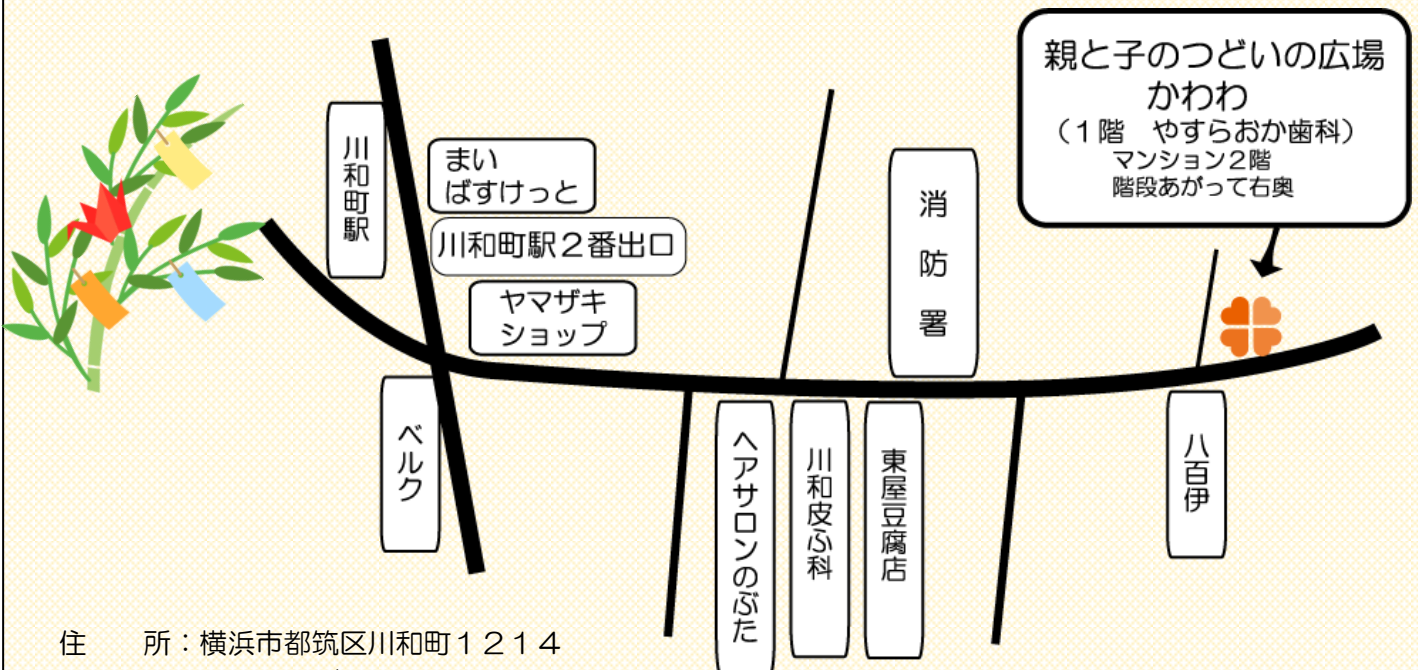 親と子のつどいの広場
かわわ
（１階　やすらおか歯科）
マンション２階
階段あがって右奥
川和町駅
まい
ばすけっと
川和町駅２番出口
ヤマザキ
ショップ
消防署
ベルク
ヘアサロンのぶた
川和皮ふ科
東屋豆腐店
八百伊
住　　所：横浜市都筑区川和町１２１４